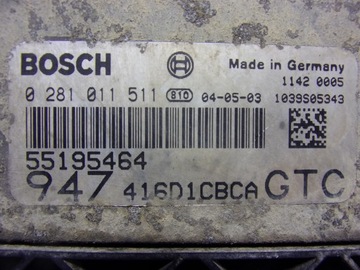 BOSCH Made in Germany
1142 0005
0 281 011 511 810 04-05-03 1039S05343
55195464
947 416D1CBCA GTC